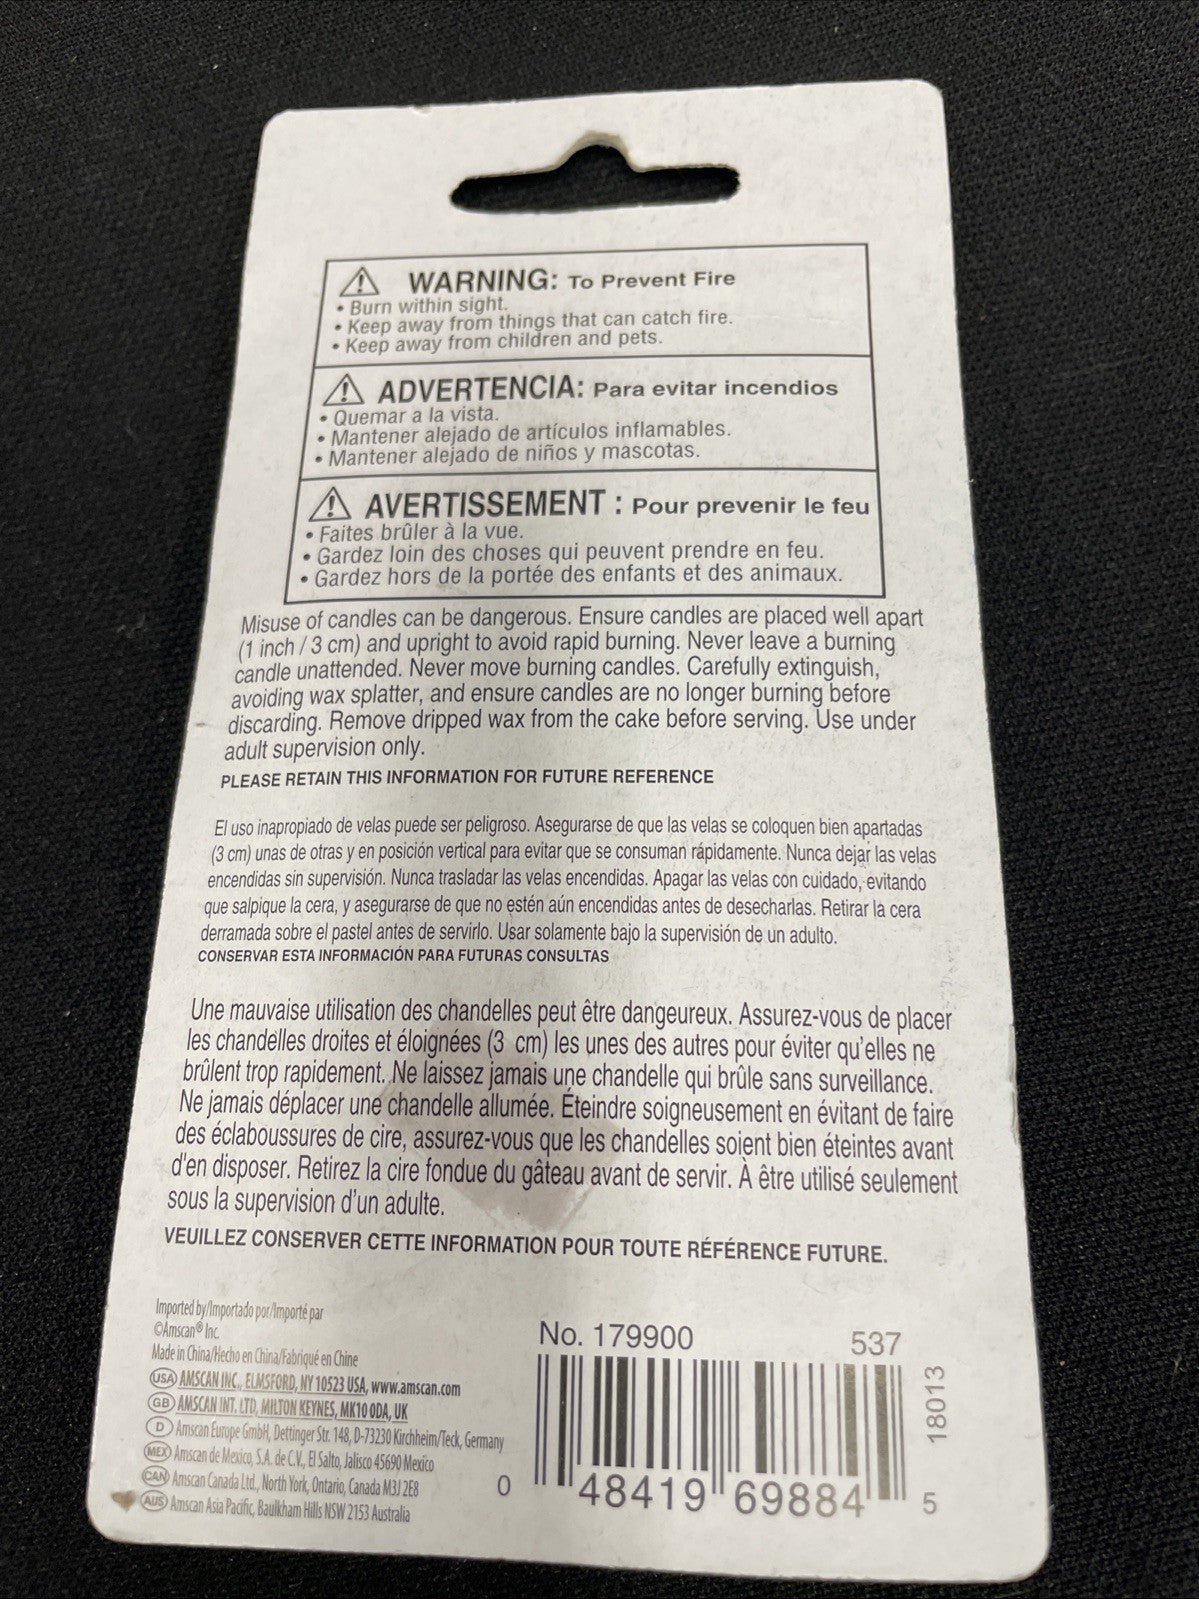 WARNING: To Prevent Fire
• Burn within sight.
• Keep away from things that can catch fire.
• Keep away from children and pets.
ADVERTENCIA: Para evitar incendios
• Quemar a la vista.
• Mantener alejado de artículos inflamables.
• Mantener alejado de niños y mascotas.
AVERTISSEMENT : Pour prevenir le feu
• Faites brûler à la vue.
• Gardez loin des choses qui peuvent prendre en feu.
• Gardez hors de la portée des enfants et des animaux.
Misuse of candles can be dangerous. Ensure candles are placed well apart
(1 inch / 3 cm) and upright to avoid rapid burning. Never leave a burning
candle unattended. Never move burning candles. Carefully extinguish,
avoiding wax splatter, and ensure candles are no longer burning before
discarding. Remove dripped wax from the cake before serving. Use under
adult supervision only.
PLEASE RETAIN THIS INFORMATION FOR FUTURE REFERENCE
El uso inapropiado de velas puede ser peligroso. Asegurarse de que las velas se coloquen bien apartadas
(3 cm) unas de otras y en posición vertical para evitar que se consuman rápidamente. Nunca dejar las velas
encendidas sin supervisión. Nunca trasladar las velas encendidas. Apagar las velas con cuidado, evitando
que salpique la cera, y asegurarse de que no estén aún encendidas antes de desecharlas. Retirar la cera
derramada sobre el pastel antes de servirlo. Usar solamente bajo la supervisión de un adulto.
CONSERVAR ESTA INFORMACIÓN PARA FUTURAS CONSULTAS
Une mauvaise utilisation des chandelles peut être dangeureux. Assurez-vous de placer
les chandelles droites et éloignées (3 cm) les unes des autres pour éviter qu'elles ne
brûlent trop rapidement. Ne laissez jamais une chandelle qui brûle sans surveillance.
Ne jamais déplacer une chandelle allumée. Éteindre soigneusement en évitant de faire
des éclaboussures de cire, assurez-vous que les chandelles soient bien éteintes avant
d'en disposer. Retirez la cire fondue du gâteau avant de servir. À être utilisé seulement
sous la supervision d'un adulte.
VEUILLEZ CONSERVER CETTE INFORMATION POUR TOUTE RÉFÉRENCE FUTURE.
Imported by/Importado por/Importé par
©Amscan® Inc.
Made in China/Hecho en China/Fabriqué en Chine
USA AMSCAN INC., ELMSFORD, NY 10523 USA, www.amscan.com
GB AMSCAN INT. LTD, MILTON KEYNES, MK10 0DA, UK
D Amscan Europe GmbH, Dettinger Str. 148, D-73230 Kirchheim/Teck, Germany
MEX Amscan de Mexico, S.A. de C.V., El Salto, Jalisco 45690 Mexico
CAN Amscan Canada Ltd., North York, Ontario, Canada M3J 2E8
AUS Amscan Asia Pacific, Baulkham Hills NSW 2153 Australia
No. 179900 537
18013
0 48419 69884 5